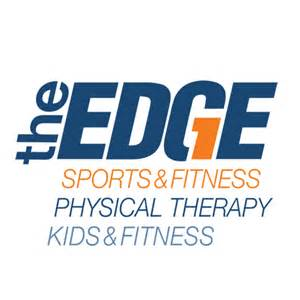 the EDGE
SPORTS & FITNESS
PHYSICAL THERAPY
KIDS & FITNESS